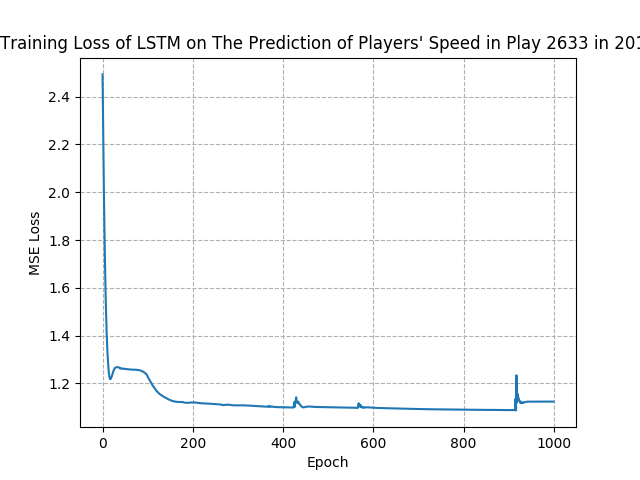 Training Loss of LSTM on The Prediction of Players' Speed in Play 2633 in 201
2.4
2.2
2.0
1.8
1.6
1.4
1.2
MSE Loss
0 200 400 600 800 1000
Epoch